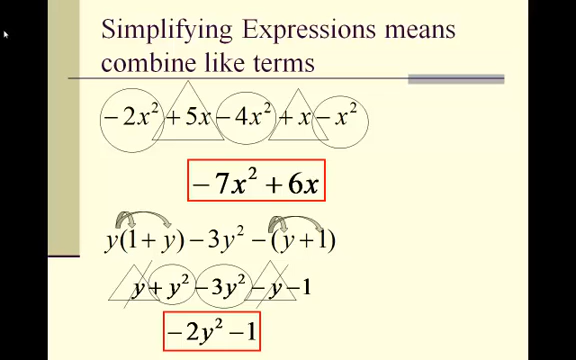 Simplifying Expressions means
combine like terms
−2x² + 5x − 4x² + x − x²
−7x² + 6x
y(1 + y) − 3y² − (y + 1)
y + y² − 3y² − y − 1
−2y² − 1